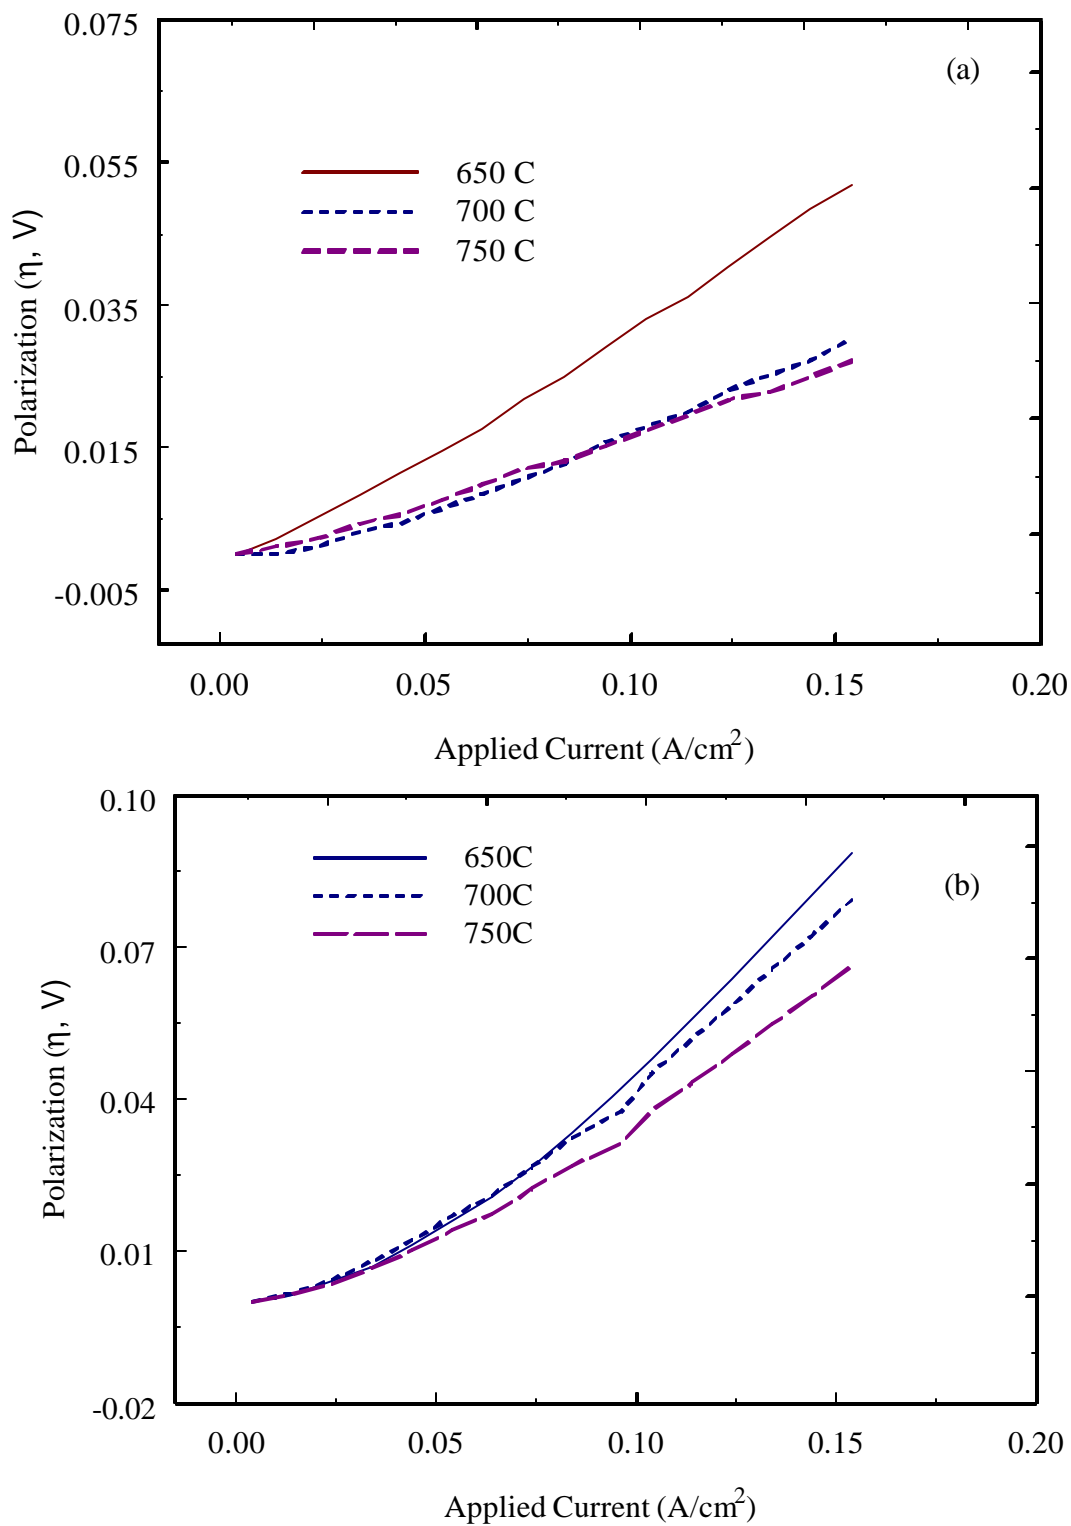 0.075
(a)
0.055
650 C
700 C
750 C
0.035
0.015
-0.005
Polarization (η, V)
0.00 0.05 0.10 0.15 0.20
Applied Current (A/cm²)
0.10
650C
(b)
700C
750C
0.07
0.04
0.01
-0.02
Polarization (η, V)
0.00 0.05 0.10 0.15 0.20
Applied Current (A/cm²)